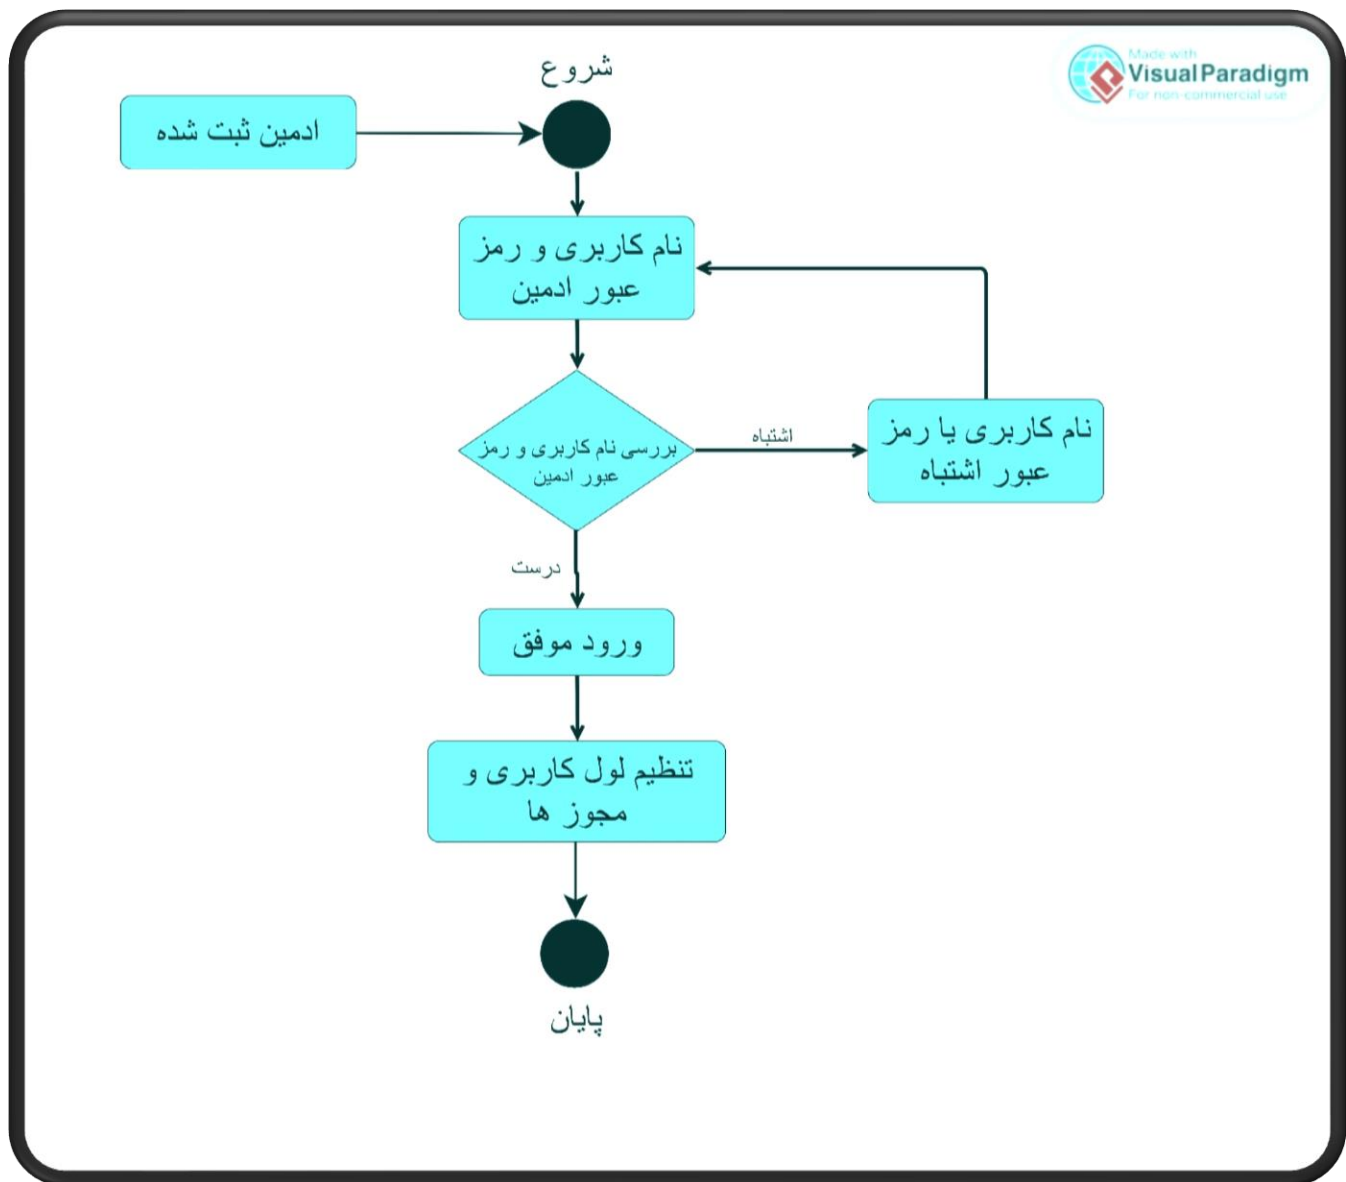 Made with
Visual Paradigm
For non-commercial use
شروع
ادمین ثبت شده
نام کاربری و رمز
عبور ادمین
بررسی نام کاربری و رمز
عبور ادمین
اشتباه
نام کاربری یا رمز
عبور اشتباه
درست
ورود موفق
تنظیم لول کاربری و
مجوز ها
پایان